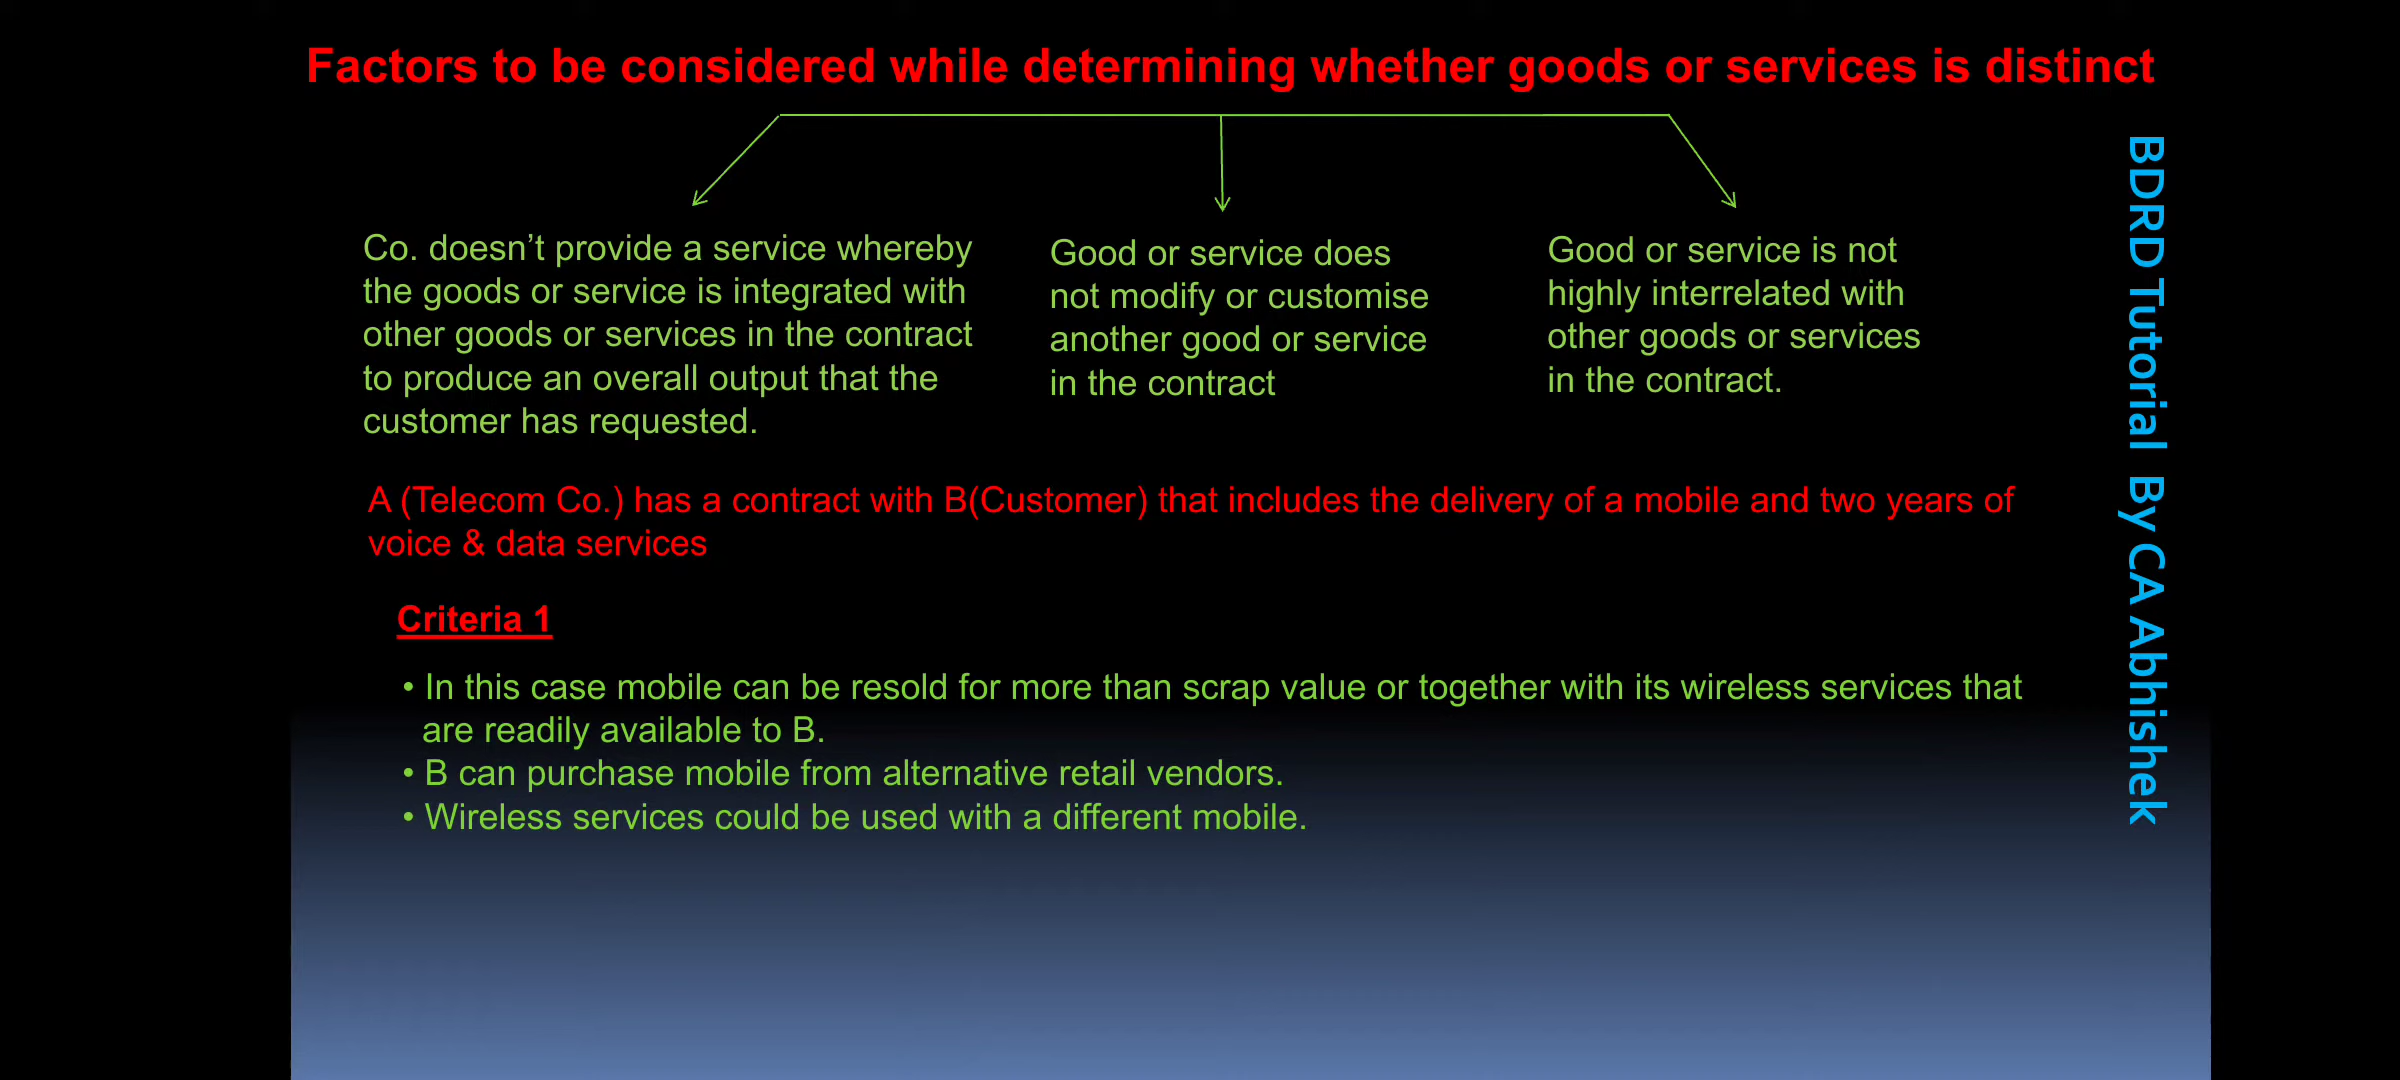 Factors to be considered while determining whether goods or services is distinct
Co. doesn’t provide a service whereby
the goods or service is integrated with
other goods or services in the contract
to produce an overall output that the
customer has requested.
Good or service does
not modify or customise
another good or service
in the contract
Good or service is not
highly interrelated with
other goods or services
in the contract.
A (Telecom Co.) has a contract with B(Customer) that includes the delivery of a mobile and two years of
voice & data services
Criteria 1
• In this case mobile can be resold for more than scrap value or together with its wireless services that
are readily available to B.
• B can purchase mobile from alternative retail vendors.
• Wireless services could be used with a different mobile.
BDRD Tutorial By CA Abhishek